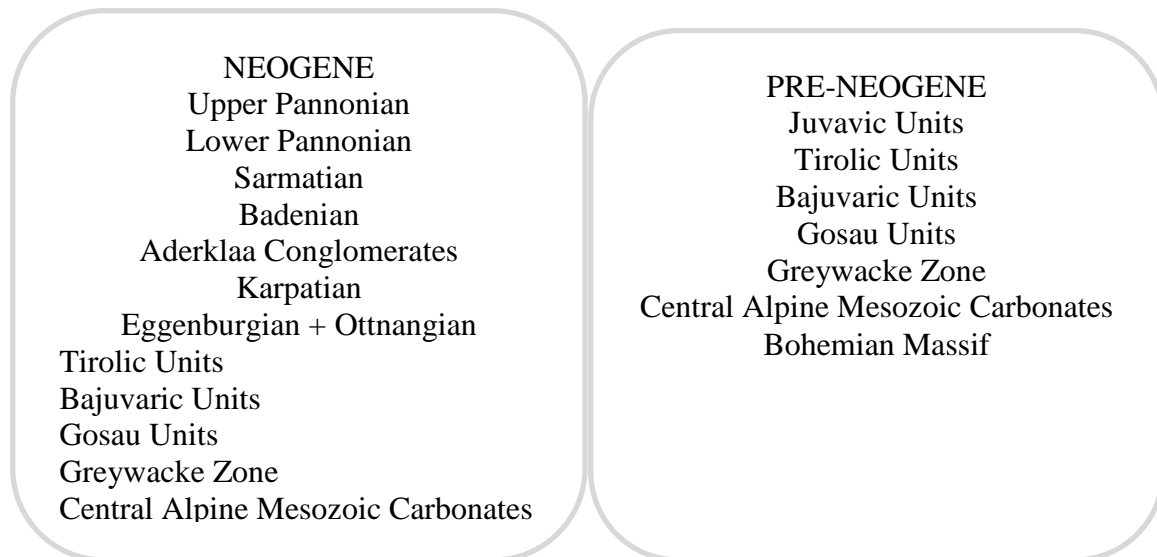 NEOGENE
Upper Pannonian
Lower Pannonian
Sarmatian
Badenian
Aderklaa Conglomerates
Karpatian
Eggenburgian + Ottnangian
Tirolic Units
Bajuvaric Units
Gosau Units
Greywacke Zone
Central Alpine Mesozoic Carbonates
PRE-NEOGENE
Juvavic Units
Tirolic Units
Bajuvaric Units
Gosau Units
Greywacke Zone
Central Alpine Mesozoic Carbonates
Bohemian Massif